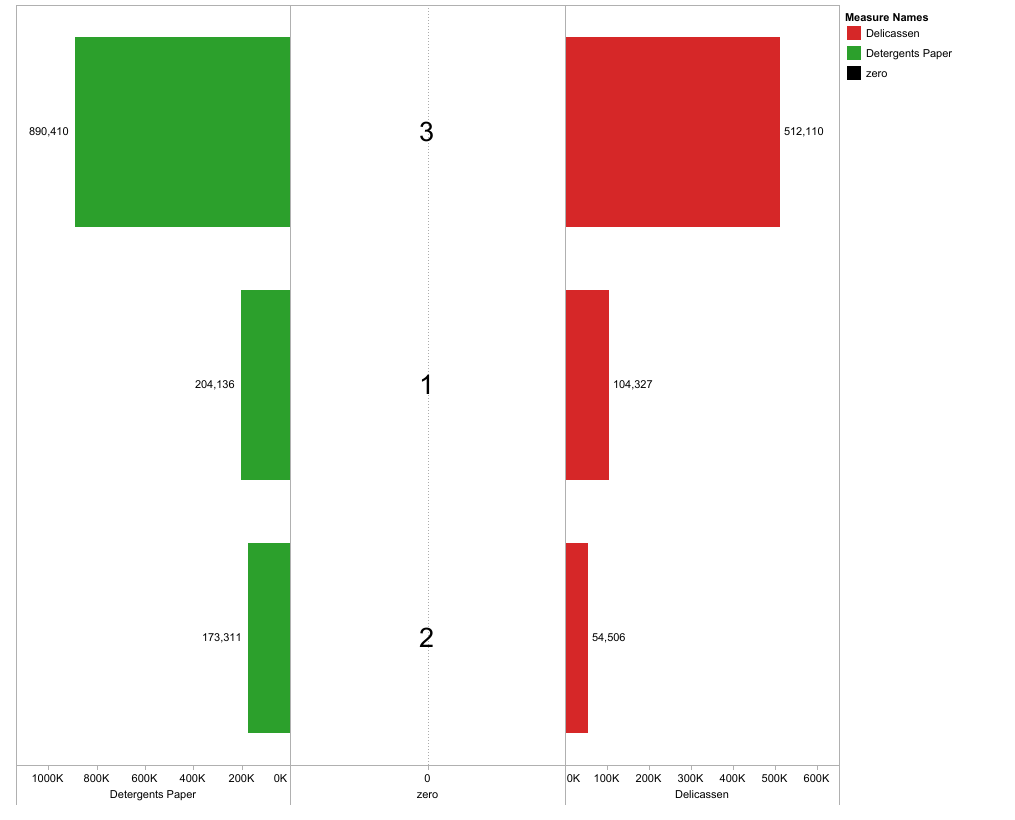 Measure Names
Delicassen
Detergents Paper
zero
890,410
3
512,110
204,136
1
104,327
173,311
2
54,506
1000K 800K 600K 400K 200K 0K
0
0K 100K 200K 300K 400K 500K 600K
Detergents Paper
zero
Delicassen